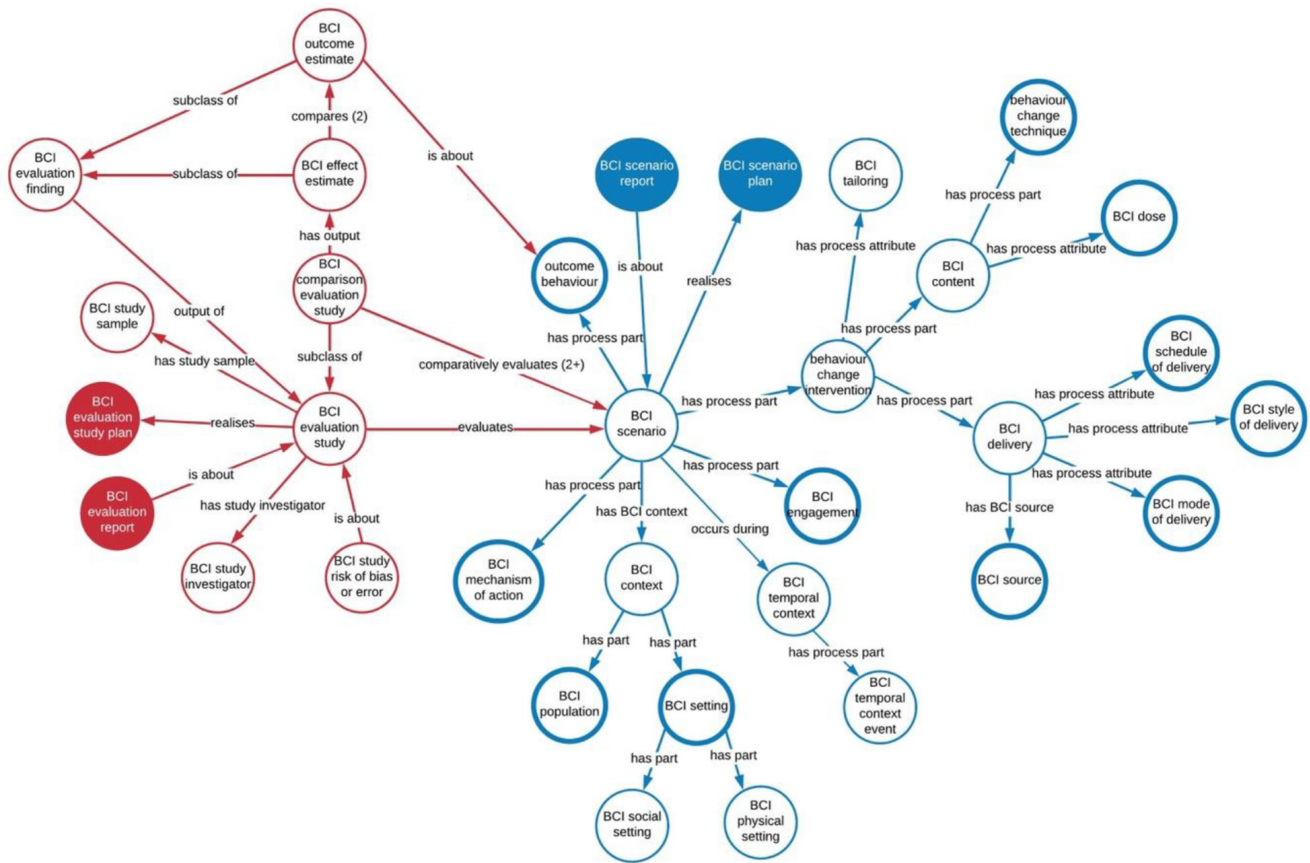 BCI
outcome
estimate
subclass of
compares (2)
is about
BCI
evaluation
finding
subclass of
BCI effect
estimate
has output
BCI
comparison
evaluation
study
output of
BCI study
sample
has study sample
subclass of
comparatively evaluates (2+)
BCI
evaluation
study plan
realises
BCI
evaluation
study
evaluates
is about
BCI
evaluation
report
has study investigator
is about
BCI study
investigator
BCI study
risk of bias
or error
BCI scenario
report
BCI scenario
plan
is about
realises
outcome
behaviour
has process part
BCI
scenario
has process part
BCI
tailoring
has process attribute
behaviour
change
intervention
has process part
BCI
content
has process part
behaviour
change
technique
has process attribute
BCI dose
has process part
BCI
delivery
has process attribute
BCI
schedule
of delivery
has process attribute
BCI style
of delivery
has process attribute
BCI mode
of delivery
has BCI source
BCI source
has process part
BCI
engagement
has process part
BCI
mechanism
of action
has BCI context
BCI
context
occurs during
BCI
temporal
context
has process part
BCI
temporal
context
event
has part
BCI
population
has part
BCI setting
has part
BCI social
setting
has part
BCI
physical
setting